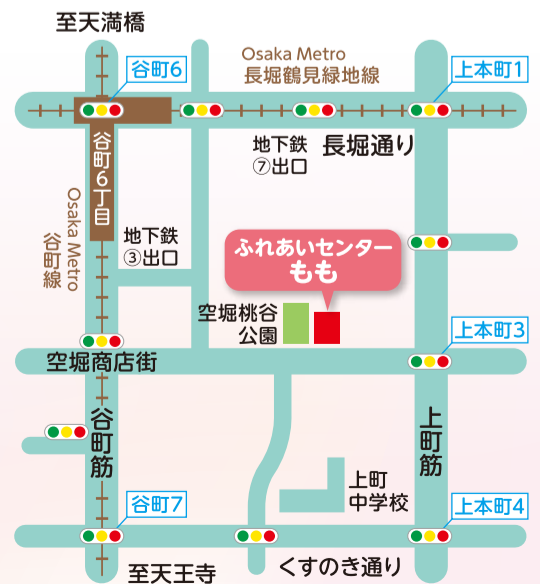 至天満橋
谷町6
Osaka Metro
長堀鶴見緑地線
上本町1
地下鉄
⑦出口
長堀通り
谷町6丁目
Osaka Metro
谷町線
地下鉄
③出口
ふれあいセンター
もも
空堀桃谷
公園
上本町3
空堀商店街
谷町筋
上町筋
上町
中学校
谷町7
上本町4
至天王寺
くすのき通り